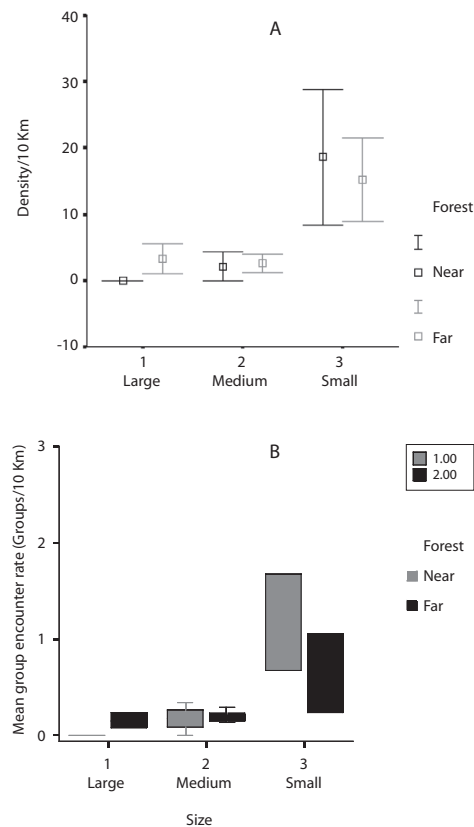 A
40
30
20
10
0
-10
Density/10 Km
1 2 3
Large Medium Small
Forest
Near
Far
B
3
2
1
0
Mean group encounter rate (Groups/10 Km)
1 2 3
Large Medium Small
Size
1.00
2.00
Forest
Near
Far